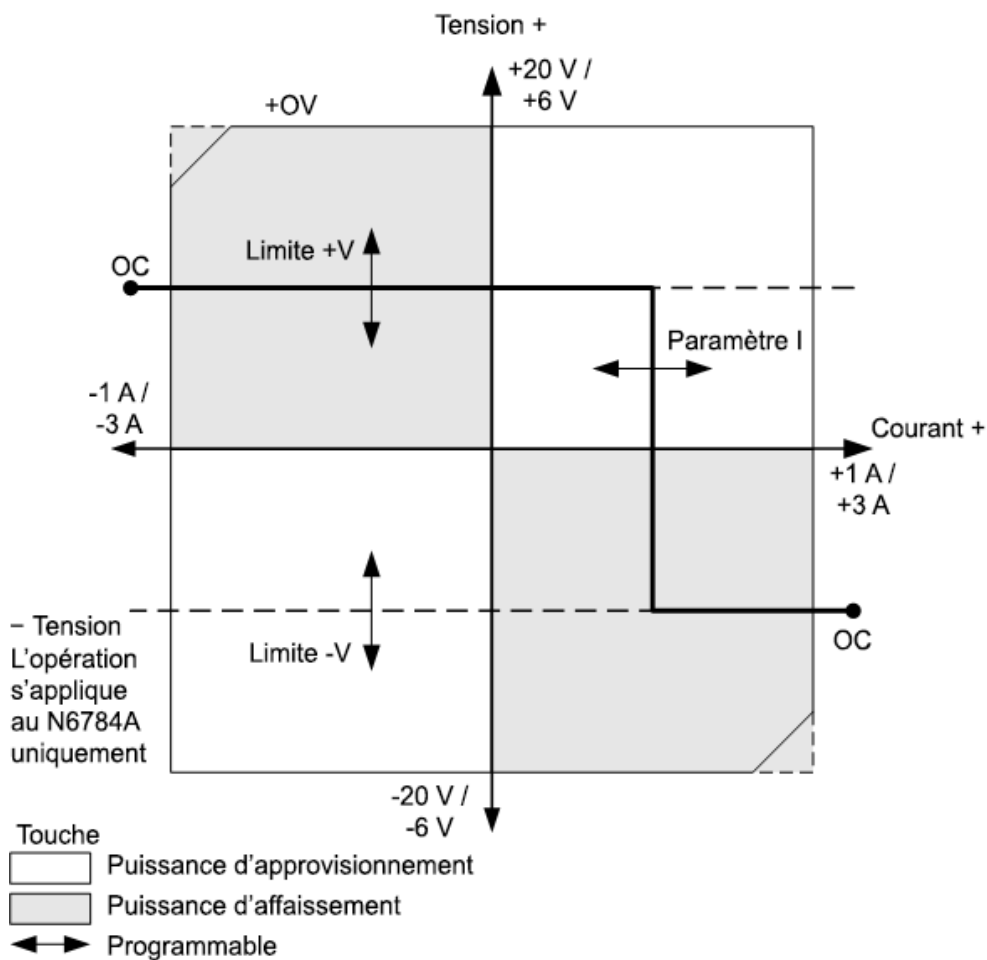 Tension +
+20 V /
+6 V
+OV
Limite +V
OC
Paramètre I
-1 A /
-3 A
Courant +
+1 A /
+3 A
– Tension
L'opération
s'applique
au N6784A
uniquement
Limite -V
OC
-20 V /
-6 V
Touche
Puissance d'approvisionnement
Puissance d'affaissement
Programmable